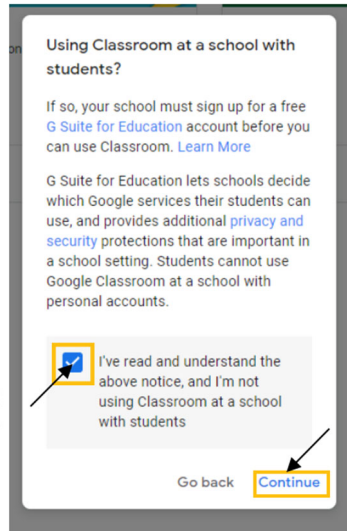 Using Classroom at a school with
students?
If so, your school must sign up for a free
G Suite for Education account before you
can use Classroom. Learn More
G Suite for Education lets schools decide
which Google services their students can
use, and provides additional privacy and
security protections that are important in
a school setting. Students cannot use
Google Classroom at a school with
personal accounts.
I've read and understand the
above notice, and I'm not
using Classroom at a school
with students
Go back Continue